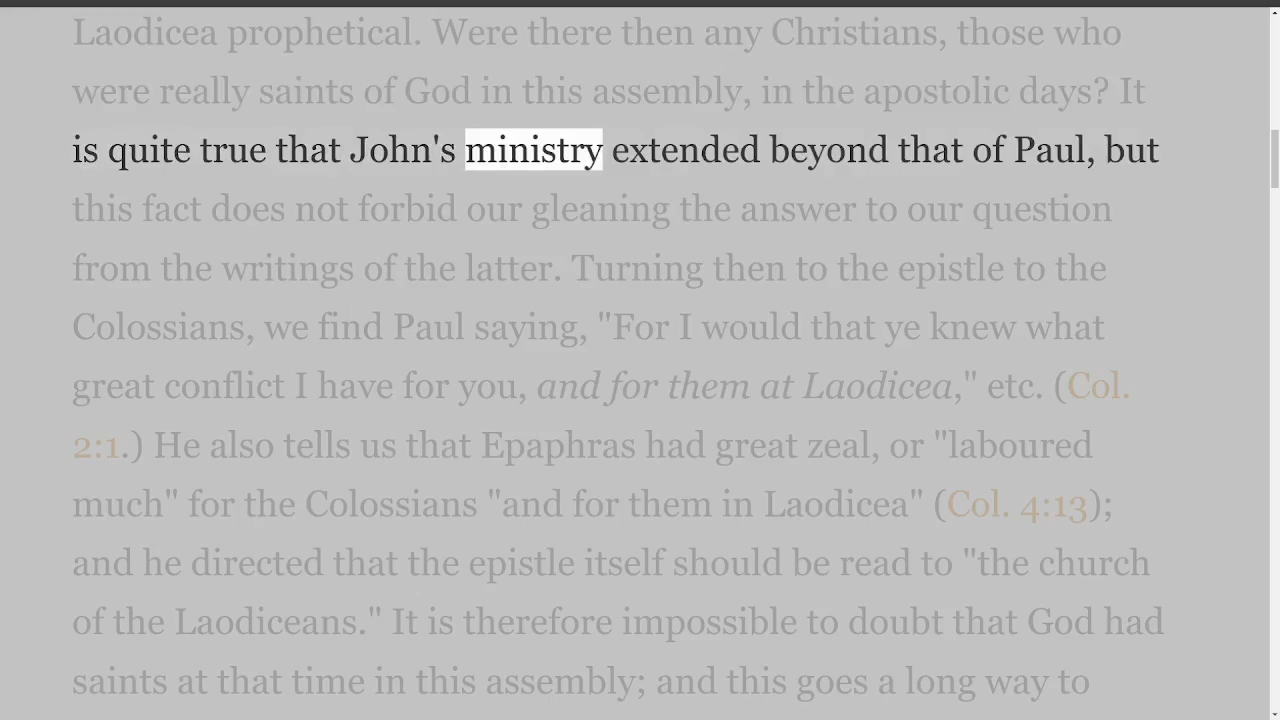 Laodicea prophetical. Were there then any Christians, those who
were really saints of God in this assembly, in the apostolic days? It
is quite true that John's ministry extended beyond that of Paul, but
this fact does not forbid our gleaning the answer to our question
from the writings of the latter. Turning then to the epistle to the
Colossians, we find Paul saying, "For I would that ye knew what
great conflict I have for you, and for them at Laodicea," etc. (Col.
2:1.) He also tells us that Epaphras had great zeal, or "laboured
much" for the Colossians "and for them in Laodicea" (Col. 4:13);
and he directed that the epistle itself should be read to "the church
of the Laodiceans." It is therefore impossible to doubt that God had
saints at that time in this assembly; and this goes a long way to